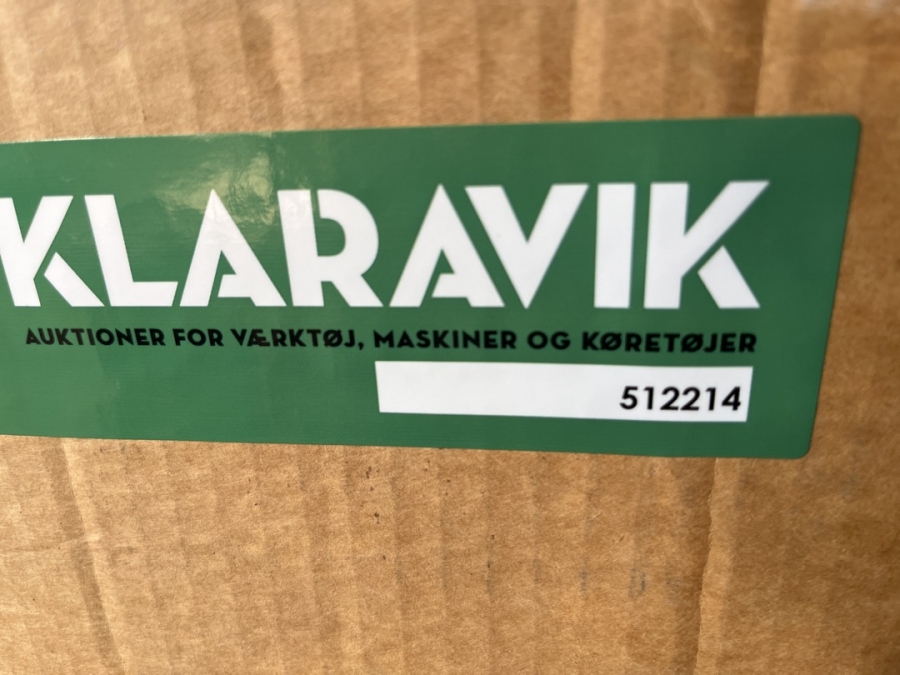 KLARAVIK
AUKTIONER FOR VÆRKTØJ, MASKINER OG KØRETØJER
512214